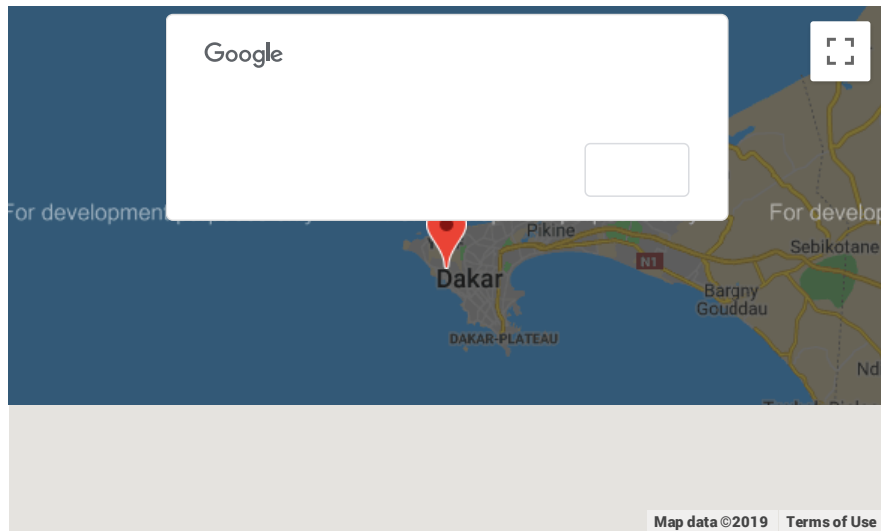 Google
For development
For develop
Pikine
Sebikotane
N1
Dakar
Bargny
Gouddau
DAKAR-PLATEAU
Nd
Map data ©2019 Terms of Use